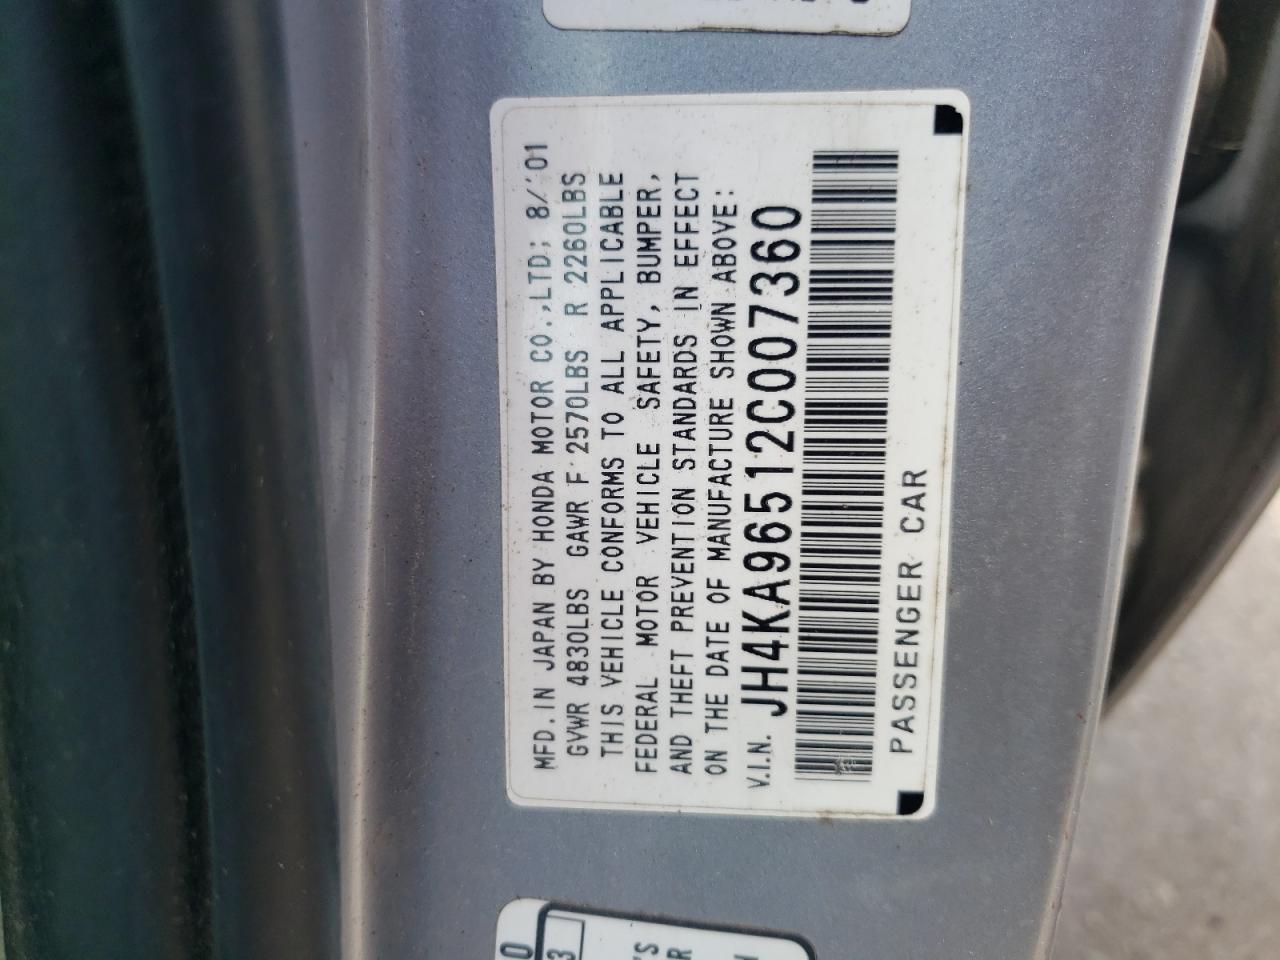 MFD. IN JAPAN BY HONDA MOTOR CO.,LTD; 8/'01
GVWR 4830LBS GAWR F 2570LBS R 2260LBS
THIS VEHICLE CONFORMS TO ALL APPLICABLE
FEDERAL MOTOR VEHICLE SAFETY, BUMPER,
AND THEFT PREVENTION STANDARDS IN EFFECT
ON THE DATE OF MANUFACTURE SHOWN ABOVE:
V.I.N. JH4KA96512C007360
PASSENGER CAR